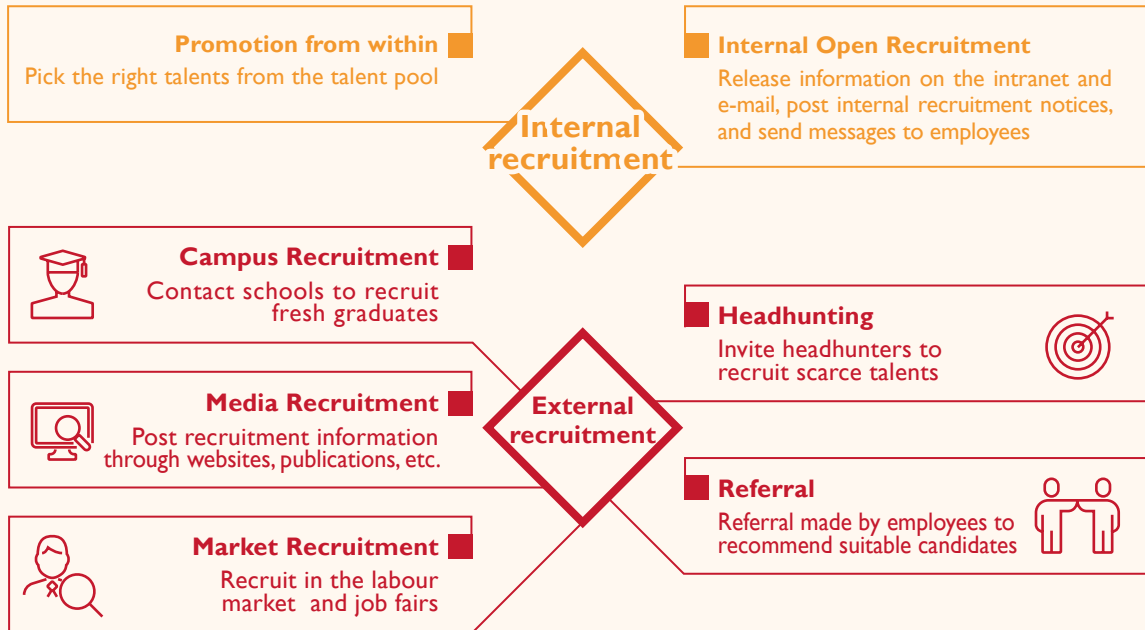 Promotion from within
Pick the right talents from the talent pool
Internal recruitment
Internal Open Recruitment
Release information on the intranet and
e-mail, post internal recruitment notices,
and send messages to employees
Campus Recruitment
Contact schools to recruit
fresh graduates
Media Recruitment
Post recruitment information
through websites, publications, etc.
Market Recruitment
Recruit in the labour
market and job fairs
External
recruitment
Headhunting
Invite headhunters to
recruit scarce talents
Referral
Referral made by employees to
recommend suitable candidates